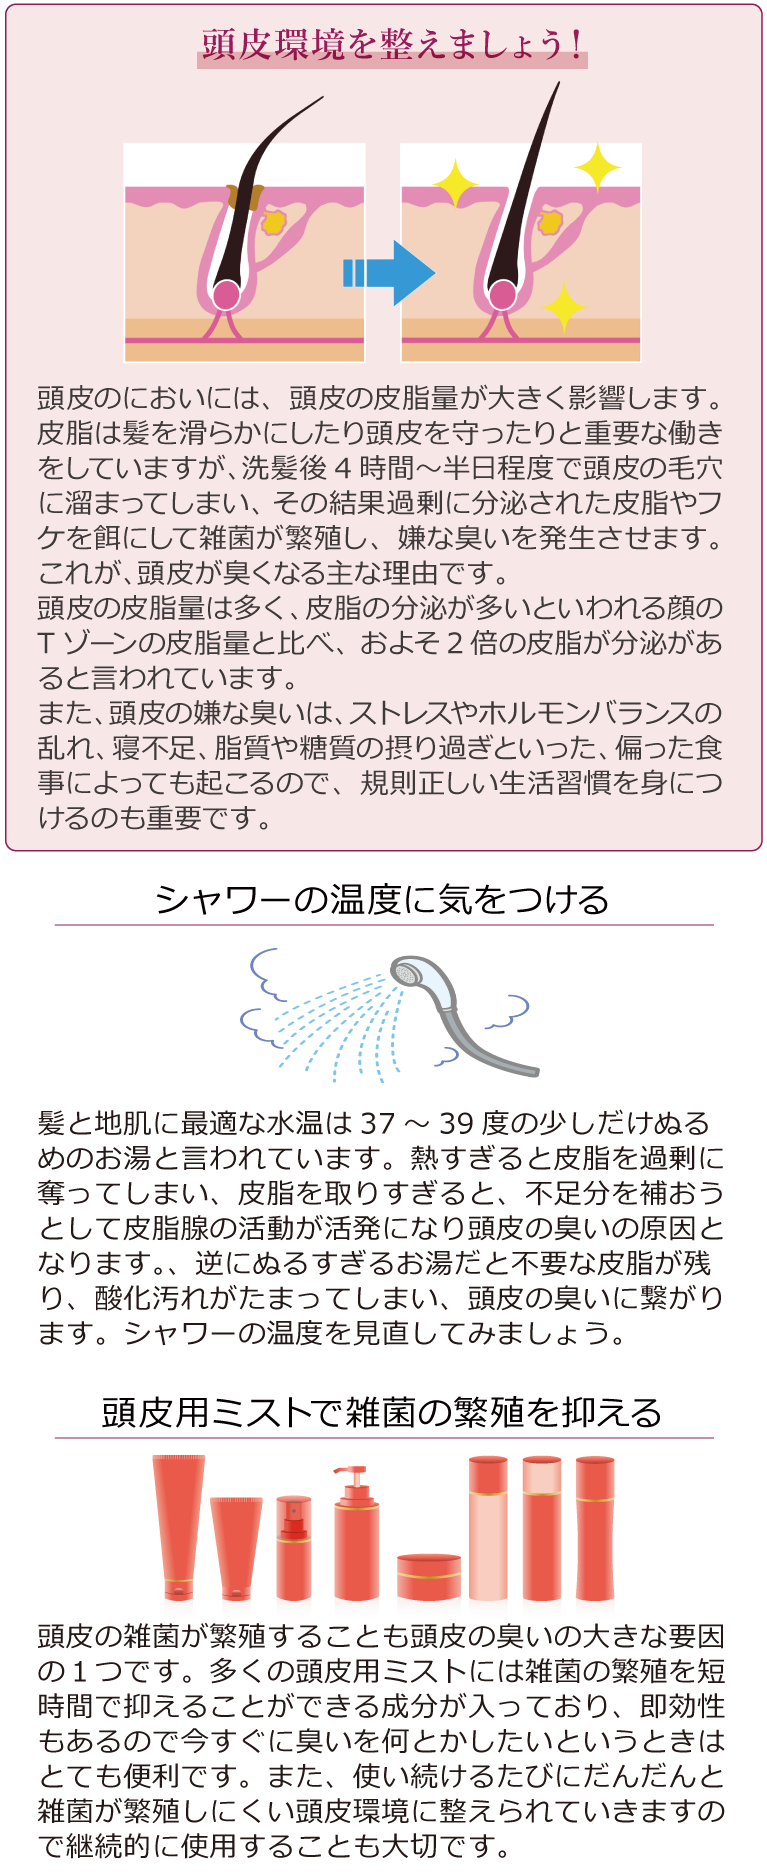 頭皮環境を整えましょう!
頭皮のにおいには、頭皮の皮脂量が大きく影響します。
皮脂は髪を滑らかにしたり頭皮を守ったりと重要な働き
をしていますが、洗髪後 4 時間〜半日程度で頭皮の毛穴
に溜まってしまい、その結果過剰に分泌された皮脂やフ
ケを餌にして雑菌が繁殖し、嫌な臭いを発生させます。
これが、頭皮が臭くなる主な理由です。
頭皮の皮脂量は多く、皮脂の分泌が多いといわれる顔の
T ゾーンの皮脂量と比べ、およそ 2 倍の皮脂が分泌があ
ると言われています。
また、頭皮の嫌な臭いは、ストレスやホルモンバランスの
乱れ、寝不足、脂質や糖質の摂り過ぎといった、偏った食
事によっても起こるので、規則正しい生活習慣を身につ
けるのも重要です。
シャワーの温度に気をつける
髪と地肌に最適な水温は 37 〜 39 度の少しだけぬる
めのお湯と言われています。熱すぎると皮脂を過剰に
奪ってしまい、皮脂を取りすぎると、不足分を補おう
として皮脂腺の活動が活発になり頭皮の臭いの原因と
なります。、逆にぬるすぎるお湯だと不要な皮脂が残
り、酸化汚れがたまってしまい、頭皮の臭いに繋がり
ます。シャワーの温度を見直してみましょう。
頭皮用ミストで雑菌の繁殖を抑える
頭皮の雑菌が繁殖することも頭皮の臭いの大きな要因
の 1 つです。多くの頭皮用ミストには雑菌の繁殖を短
時間で抑えることができる成分が入っており、即効性
もあるので今すぐに臭いを何とかしたいというときは
とても便利です。また、使い続けるたびにだんだんと
雑菌が繁殖しにくい頭皮環境に整えられていきますの
で継続的に使用することも大切です。